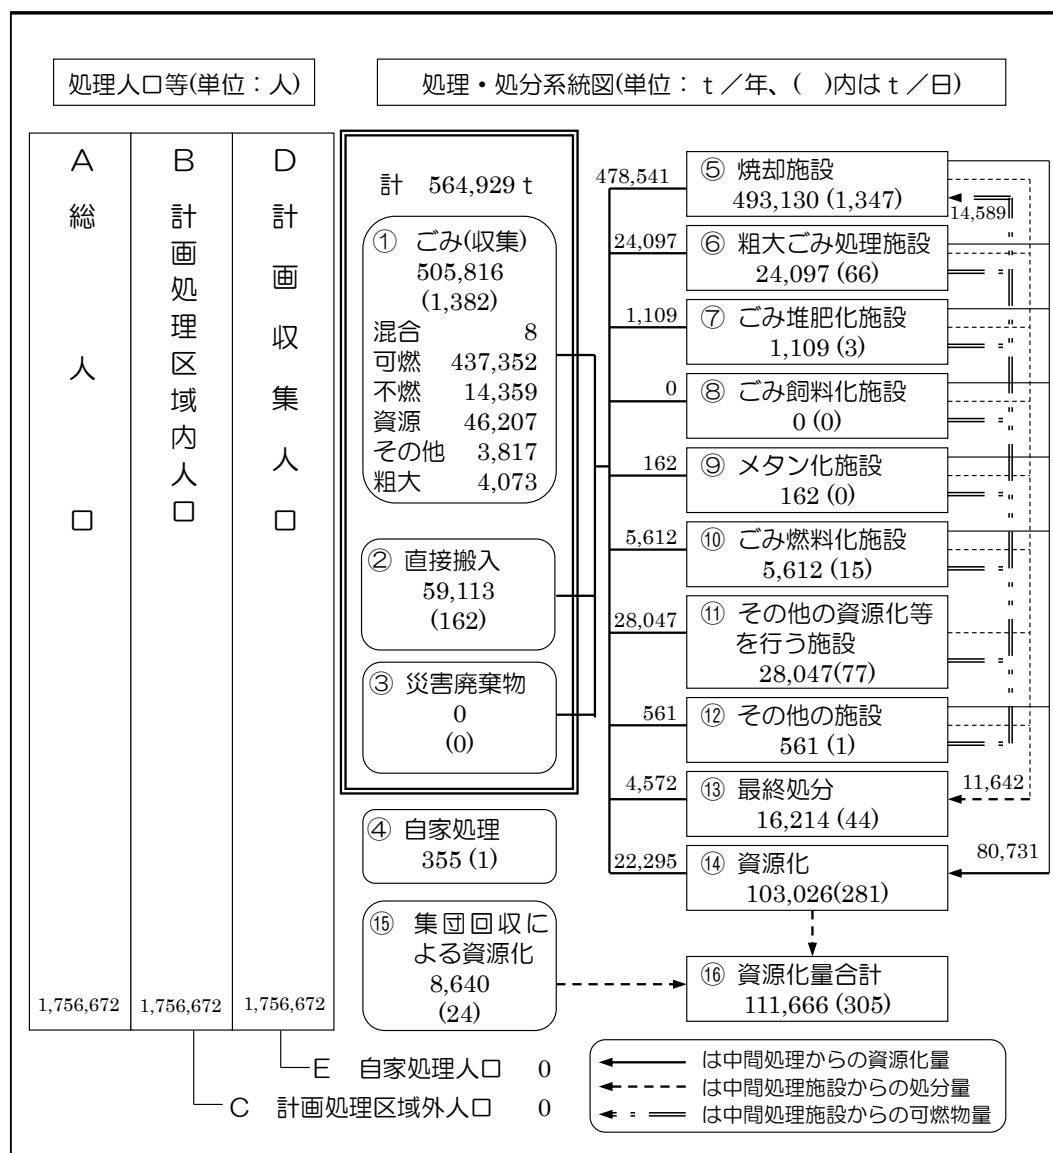 処理人口等(単位：人)
処理・処分系統図(単位：ｔ／年、( )内はｔ／日)
A 総人口
1,756,672
B 計画処理区域内人口
1,756,672
D 計画収集人口
1,756,672
E 自家処理人口 0
C 計画処理区域外人口 0
計 564,929 t
① ごみ(収集)
505,816
(1,382)
混合 8
可燃 437,352
不燃 14,359
資源 46,207
その他 3,817
粗大 4,073
② 直接搬入
59,113
(162)
③ 災害廃棄物
0
(0)
④ 自家処理
355 (1)
⑮ 集団回収に
よる資源化
8,640
(24)
478,541
⑤ 焼却施設
493,130 (1,347)
14,589
24,097
⑥ 粗大ごみ処理施設
24,097 (66)
1,109
⑦ ごみ堆肥化施設
1,109 (3)
0
⑧ ごみ飼料化施設
0 (0)
162
⑨ メタン化施設
162 (0)
5,612
⑩ ごみ燃料化施設
5,612 (15)
28,047
⑪ その他の資源化等
を行う施設
28,047(77)
561
⑫ その他の施設
561 (1)
4,572
⑬ 最終処分
16,214 (44)
11,642
22,295
⑭ 資源化
103,026(281)
80,731
⑯ 資源化量合計
111,666 (305)
は中間処理からの資源化量
は中間処理施設からの処分量
は中間処理施設からの可燃物量